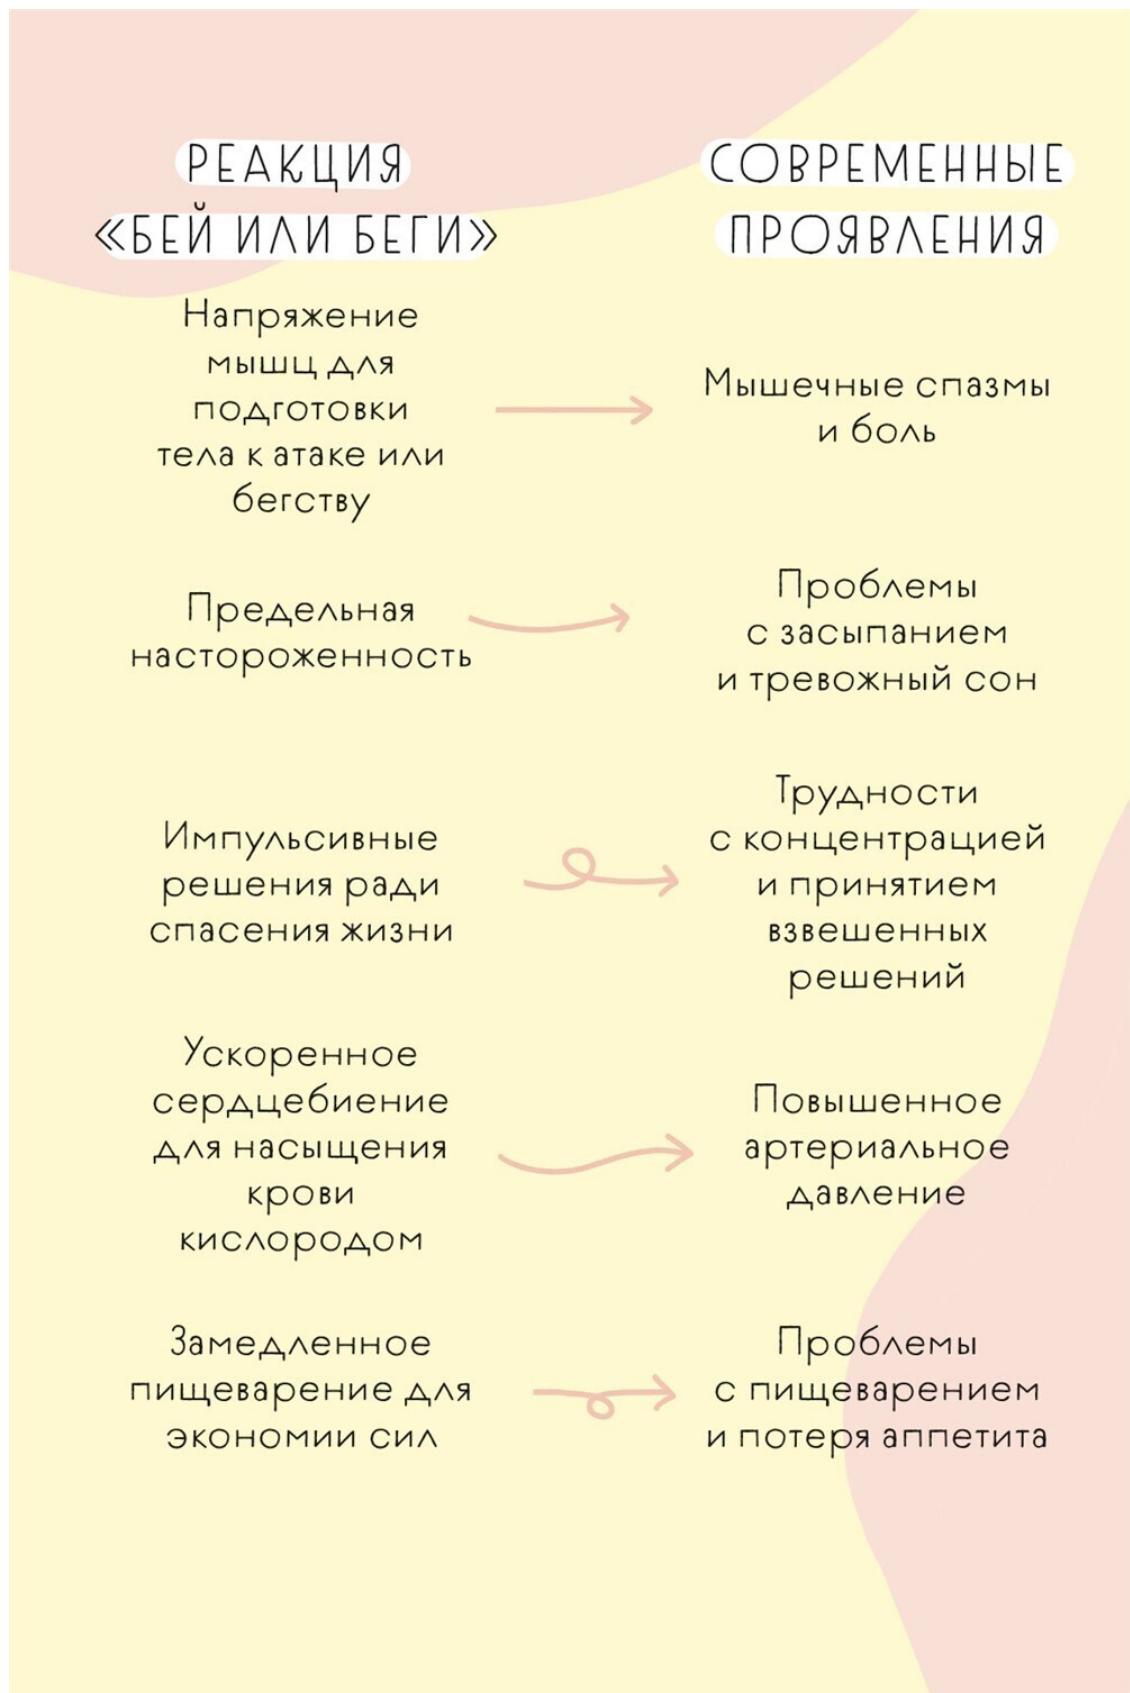 РЕАКЦИЯ
«БЕЙ ИЛИ БЕГИ»
СОВРЕМЕННЫЕ
ПРОЯВЛЕНИЯ
Напряжение
мышц для
подготовки
тела к атаке или
бегству
Мышечные спазмы
и боль
Предельная
настороженность
Проблемы
с засыпанием
и тревожный сон
Импульсивные
решения ради
спасения жизни
Трудности
с концентрацией
и принятием
взвешенных
решений
Ускоренное
сердцебиение
для насыщения
крови
кислородом
Повышенное
артериальное
давление
Замедленное
пищеварение для
экономии сил
Проблемы
с пищеварением
и потеря аппетита